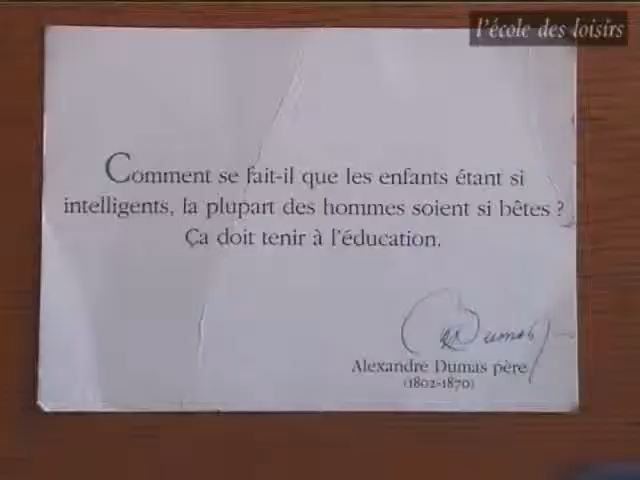 l'école des loisirs
Comment se fait-il que les enfants étant si
intelligents, la plupart des hommes soient si bêtes ?
Ça doit tenir à l'éducation.
Dumas
Alexandre Dumas père
(1802-1870)